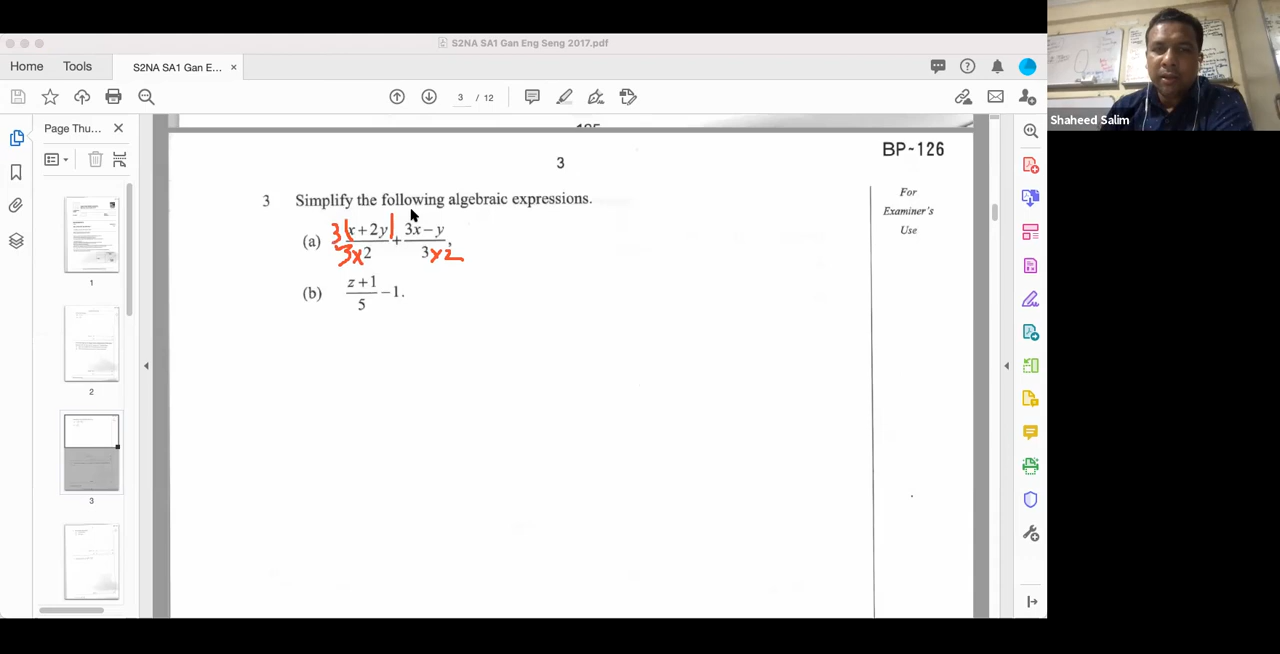 S2NA SA1 Gan Eng Seng 2017.pdf
Home Tools S2NA SA1 Gan E... ×
3 / 12
Page Thu... ×
1
2
3
3
BP-126
For
Examiner's
Use
3 Simplify the following algebraic expressions.
(a) 3(x+2y)/3×2 + 3x−y/3×2,
(b) z+1/5 −1.
Shaheed Salim